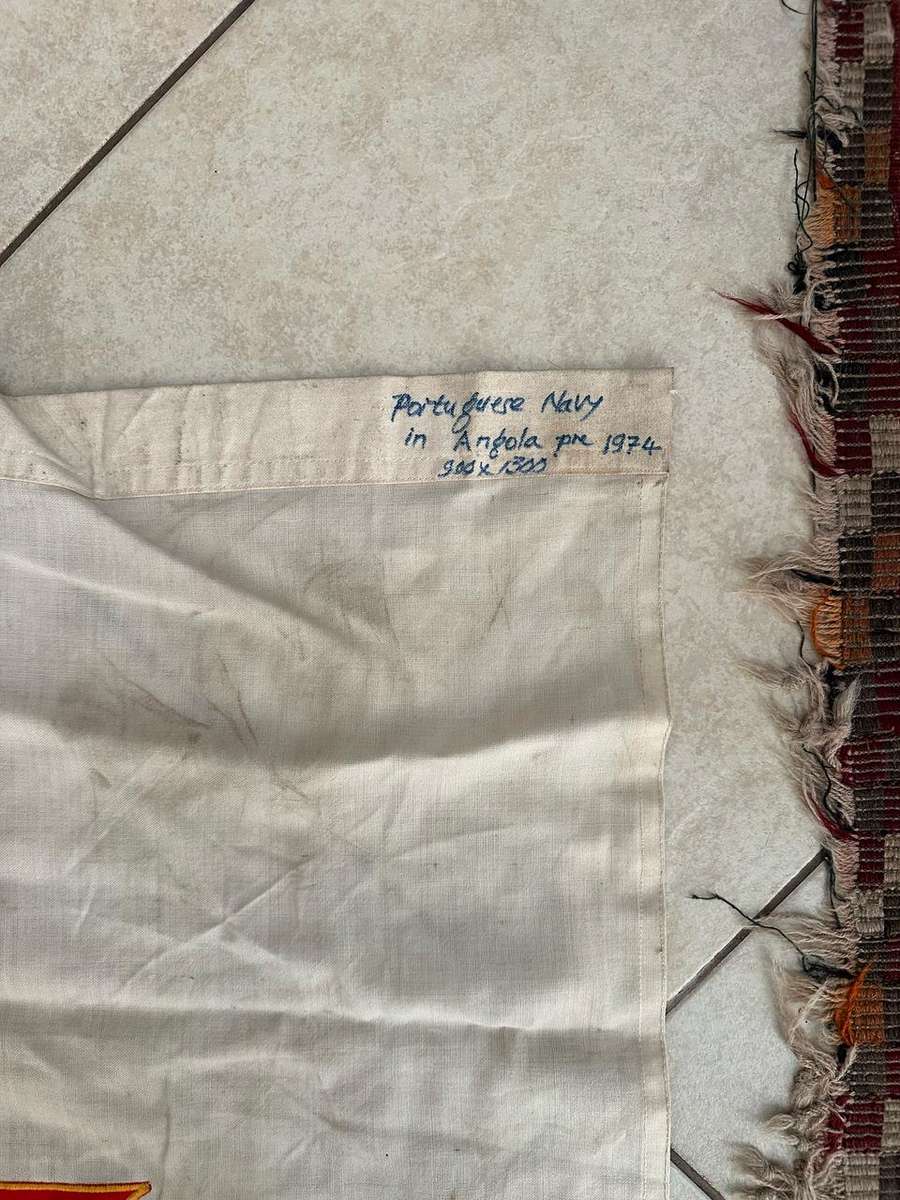 Portuguese Navy
in Angola pre 1974
900 x 1300